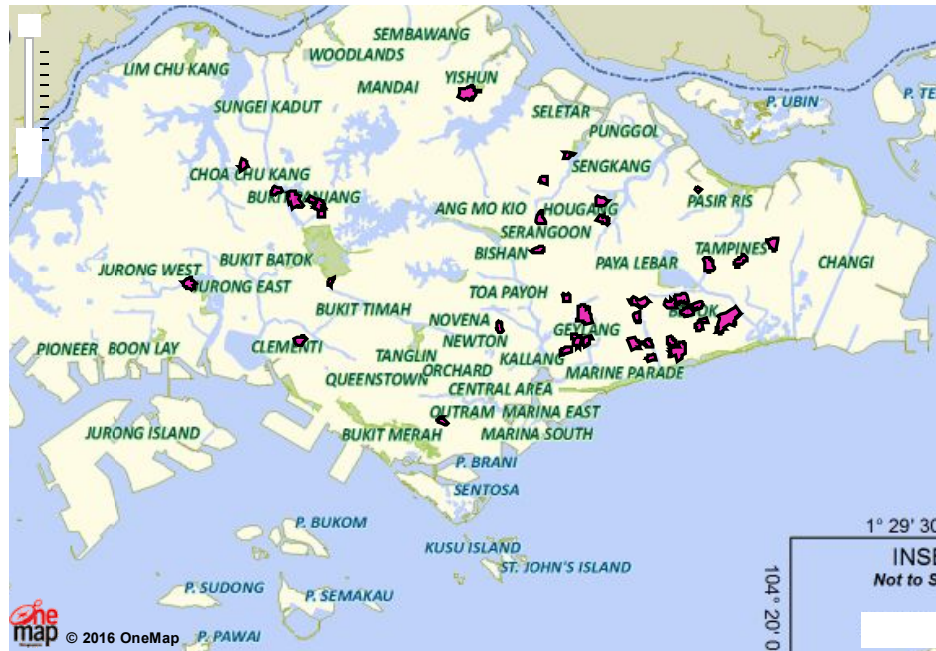 SEMBAWANG
WOODLANDS
LIM CHU KANG
YISHUN
MANDAI
SUNGEI KADUT
P. UBIN
P. TE
SELETAR
PUNGGOL
SENGKANG
CHOA CHU KANG
PASIR RIS
ANG MO KIO
HOUGANG
SERANGOON
TAMPINES
BISHAN
BUKIT BATOK
PAYA LEBAR
CHANGI
JURONG WEST
JURONG EAST
TOA PAYOH
BUKIT TIMAH
NOVENA
GEYLANG
NEWTON
PIONEER
BOON LAY
CLEMENTI
TANGLIN
KALLANG
ORCHARD
MARINE PARADE
QUEENSTOWN
CENTRAL AREA
OUTRAM
MARINA EAST
JURONG ISLAND
BUKIT MERAH
MARINA SOUTH
P. BRANI
SENTOSA
P. BUKOM
1° 29' 30
KUSU ISLAND
INSE
ST. JOHN'S ISLAND
Not to S
104° 20' 0
P. SUDONG
P. SEMAKAU
One
map © 2016 OneMap
P. PAWAI